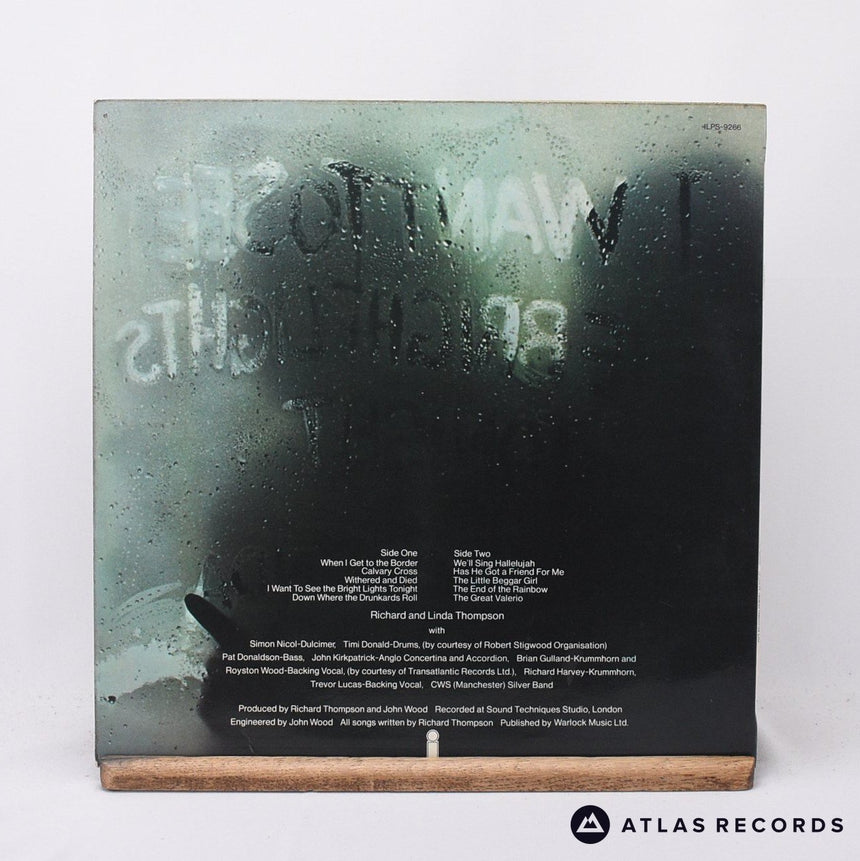 ILPS-9266
I WANT TO SEE
E BRIGHT LIGHTS
Side One
When I Get to the Border
Calvary Cross
Withered and Died
I Want To See the Bright Lights Tonight
Down Where the Drunkards Roll
Side Two
We'll Sing Hallelujah
Has He Got a Friend For Me
The Little Beggar Girl
The End of the Rainbow
The Great Valerio
Richard and Linda Thompson
with
Simon Nicol-Dulcimer, Timi Donald-Drums, (by courtesy of Robert Stigwood Organisation)
Pat Donaldson-Bass, John Kirkpatrick-Anglo Concertina and Accordion, Brian Gulland-Krummhorn and
Royston Wood-Backing Vocal, (by courtesy of Transatlantic Records Ltd.), Richard Harvey-Krummhorn,
Trevor Lucas-Backing Vocal, CWS (Manchester) Silver Band
Produced by Richard Thompson and John Wood Recorded at Sound Techniques Studio, London
Engineered by John Wood All songs written by Richard Thompson Published by Warlock Music Ltd.
i
ATLAS RECORDS